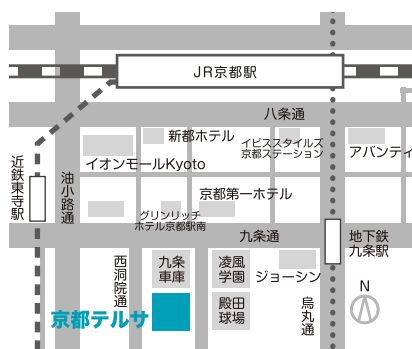 JR京都駅
八条通
新都ホテル
イビススタイルズ
京都ステーション
アバンティ
イオンモールKyoto
近鉄東寺駅
油小路通
京都第一ホテル
グリンリッチ
ホテル京都駅南
九条通
地下鉄
九条駅
西洞院通
九条
車庫
凌風
学園
ジョーシン
京都テルサ
殿田
球場
烏丸通
N